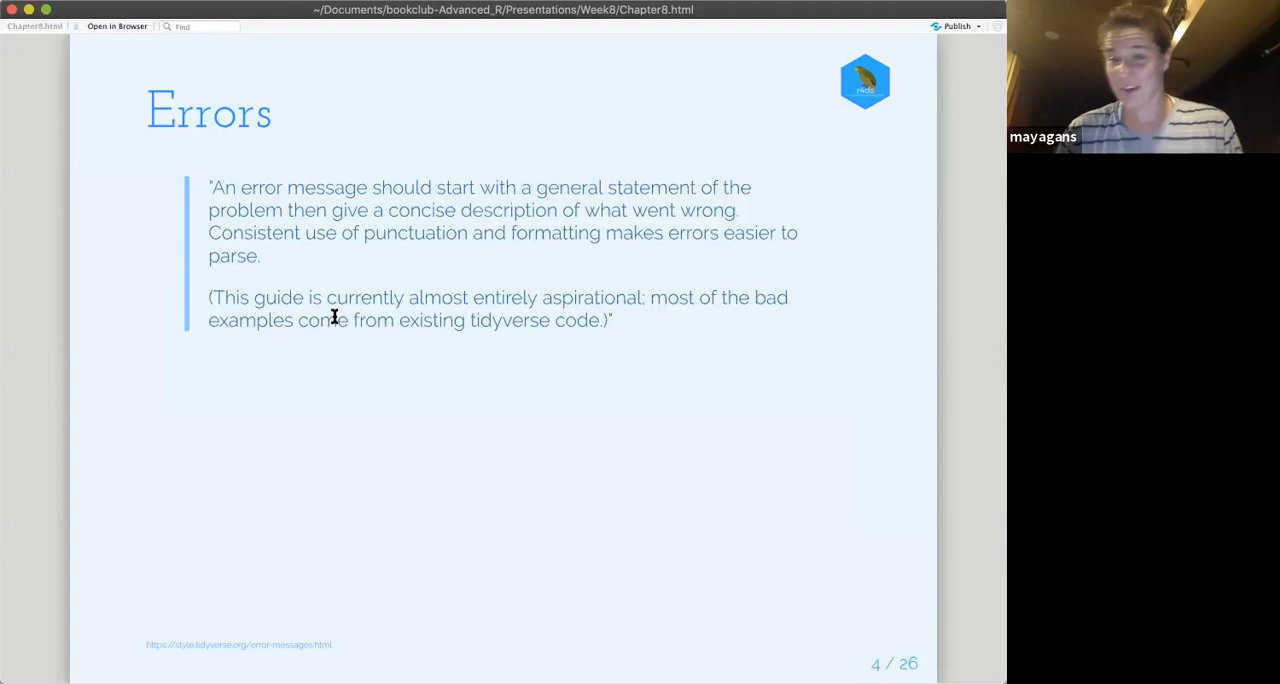 ~/Documents/bookclub-Advanced_R/Presentations/Week8/Chapter8.html
Chapter8.html
Open in Browser
Find
Publish
Errors
r4ds
"An error message should start with a general statement of the
problem then give a concise description of what went wrong.
Consistent use of punctuation and formatting makes errors easier to
parse.
(This guide is currently almost entirely aspirational; most of the bad
examples come from existing tidyverse code.)"
https://style.tidyverse.org/error-messages.html
4 / 26
mayagans